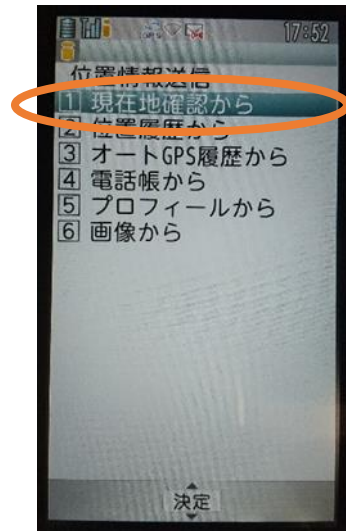 17:52
位置情報送信
1 現在地確認から
2 位置履歴から
3 オートGPS履歴から
4 電話帳から
5 プロフィールから
6 画像から
決定